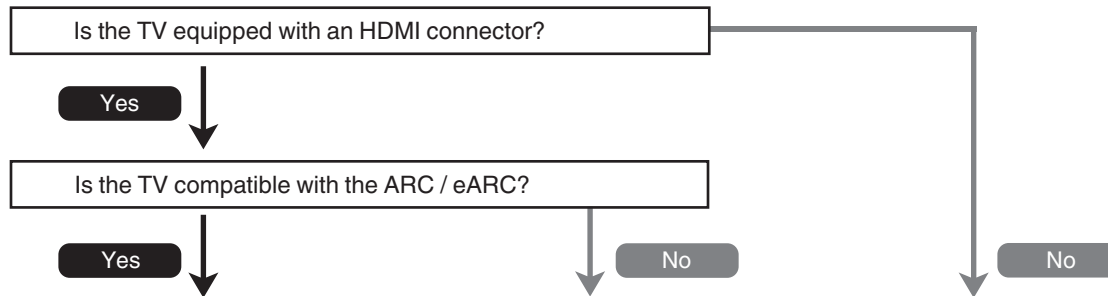 Is the TV equipped with an HDMI connector?
Yes
Is the TV compatible with the ARC / eARC?
Yes
No
No